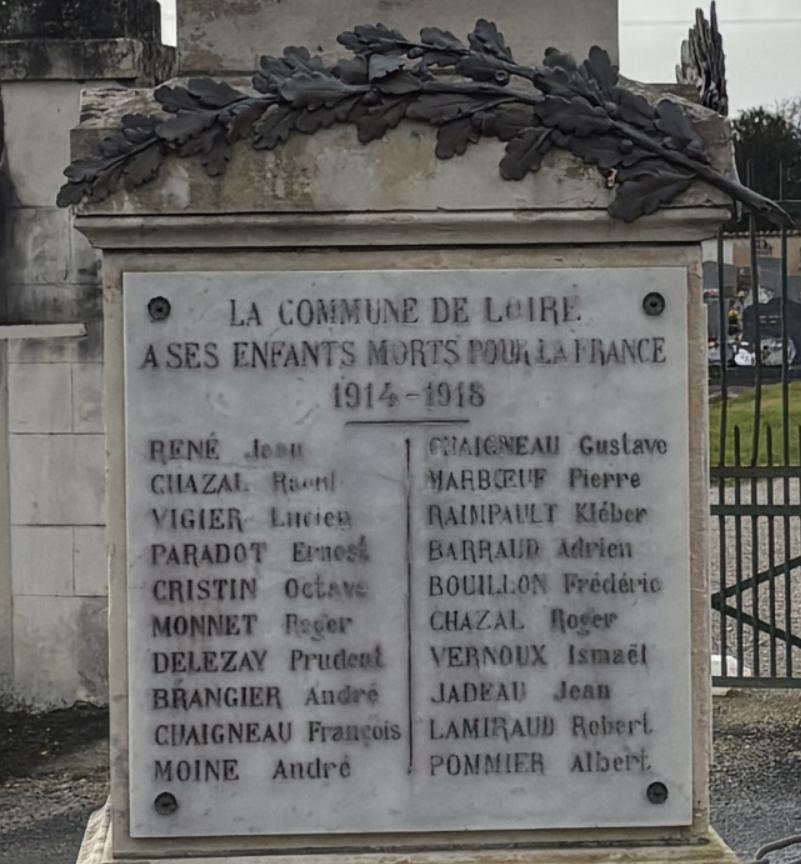 LA COMMUNE DE LOIRE
A SES ENFANTS MORTS POUR LA FRANCE
1914-1918
RENÉ Jean
CHAZAL Raoul
VIGIER Lucien
PARADOT Ernest
CRISTIN Octave
MONNET Roger
DELEZAY Prudent
BRANGIER André
CHAIGNEAU François
MOINE André
CHAIGNEAU Gustave
MARBŒUF Pierre
RAIMPAULT Kléber
BARRAUD Adrien
BOUILLON Frédéric
CHAZAL Roger
VERNOUX Ismaël
JADEAU Jean
LAMIRAUD Robert
POMMIER Albert